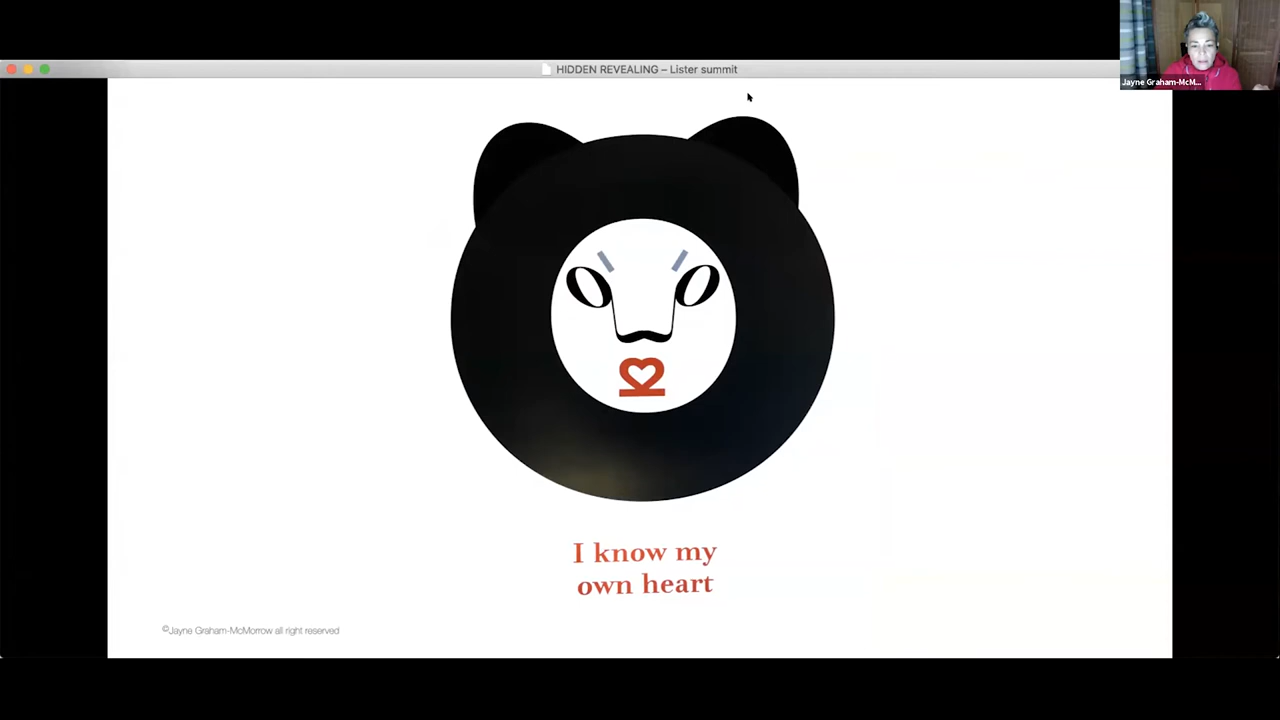 HIDDEN REVEALING – Lister summit
Jayne Graham-McM...
I know my
own heart
©Jayne Graham-McMorrow all right reserved